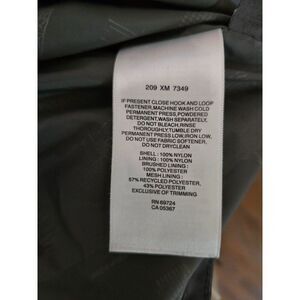 209 XM 7349
IF PRESENT CLOSE HOOK AND LOOP
FASTENER, MACHINE WASH COLD
PERMANENT PRESS, POWDERED
DETERGENT, WASH SEPARATELY,
DO NOT BLEACH, RINSE
THOROUGHLY, TUMBLE DRY
PERMANENT PRESS LOW, IRON LOW,
DO NOT USE FABRIC SOFTENER,
DO NOT DRYCLEAN
SHELL : 100% NYLON
LINING : 100% NYLON
BRUSHED LINING :
100% POLYESTER
MESH LINING :
57% RECYCLED POLYESTER,
43% POLYESTER
EXCLUSIVE OF TRIMMING
RN 69724
CA 05367